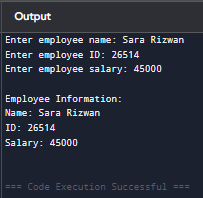 Output
Enter employee name: Sara Rizwan
Enter employee ID: 26514
Enter employee salary: 45000
Employee Information:
Name: Sara Rizwan
ID: 26514
Salary: 45000
=== Code Execution Successful ===